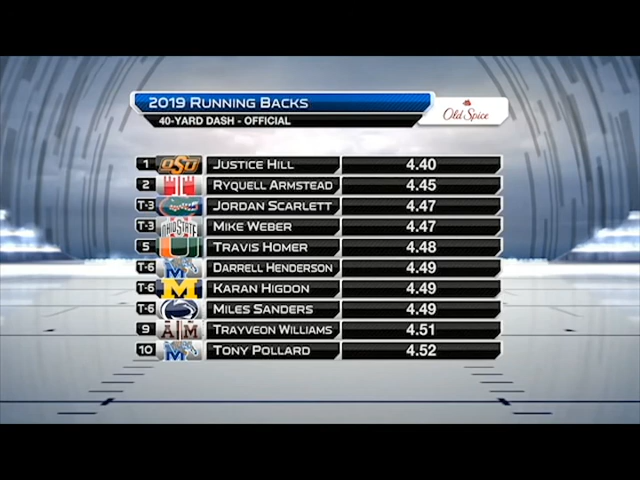 2019 RUNNING BACKS
40-YARD DASH - OFFICIAL
Old Spice
1 OSU JUSTICE HILL 4.40
2 RYQUELL ARMSTEAD 4.45
T-3 JORDAN SCARLETT 4.47
T-3 OHIO STATE MIKE WEBER 4.47
5 TRAVIS HOMER 4.48
T-6 DARRELL HENDERSON 4.49
T-6 M KARAN HIGDON 4.49
T-6 MILES SANDERS 4.49
9 ATM TRAYVEON WILLIAMS 4.51
10 TONY POLLARD 4.52